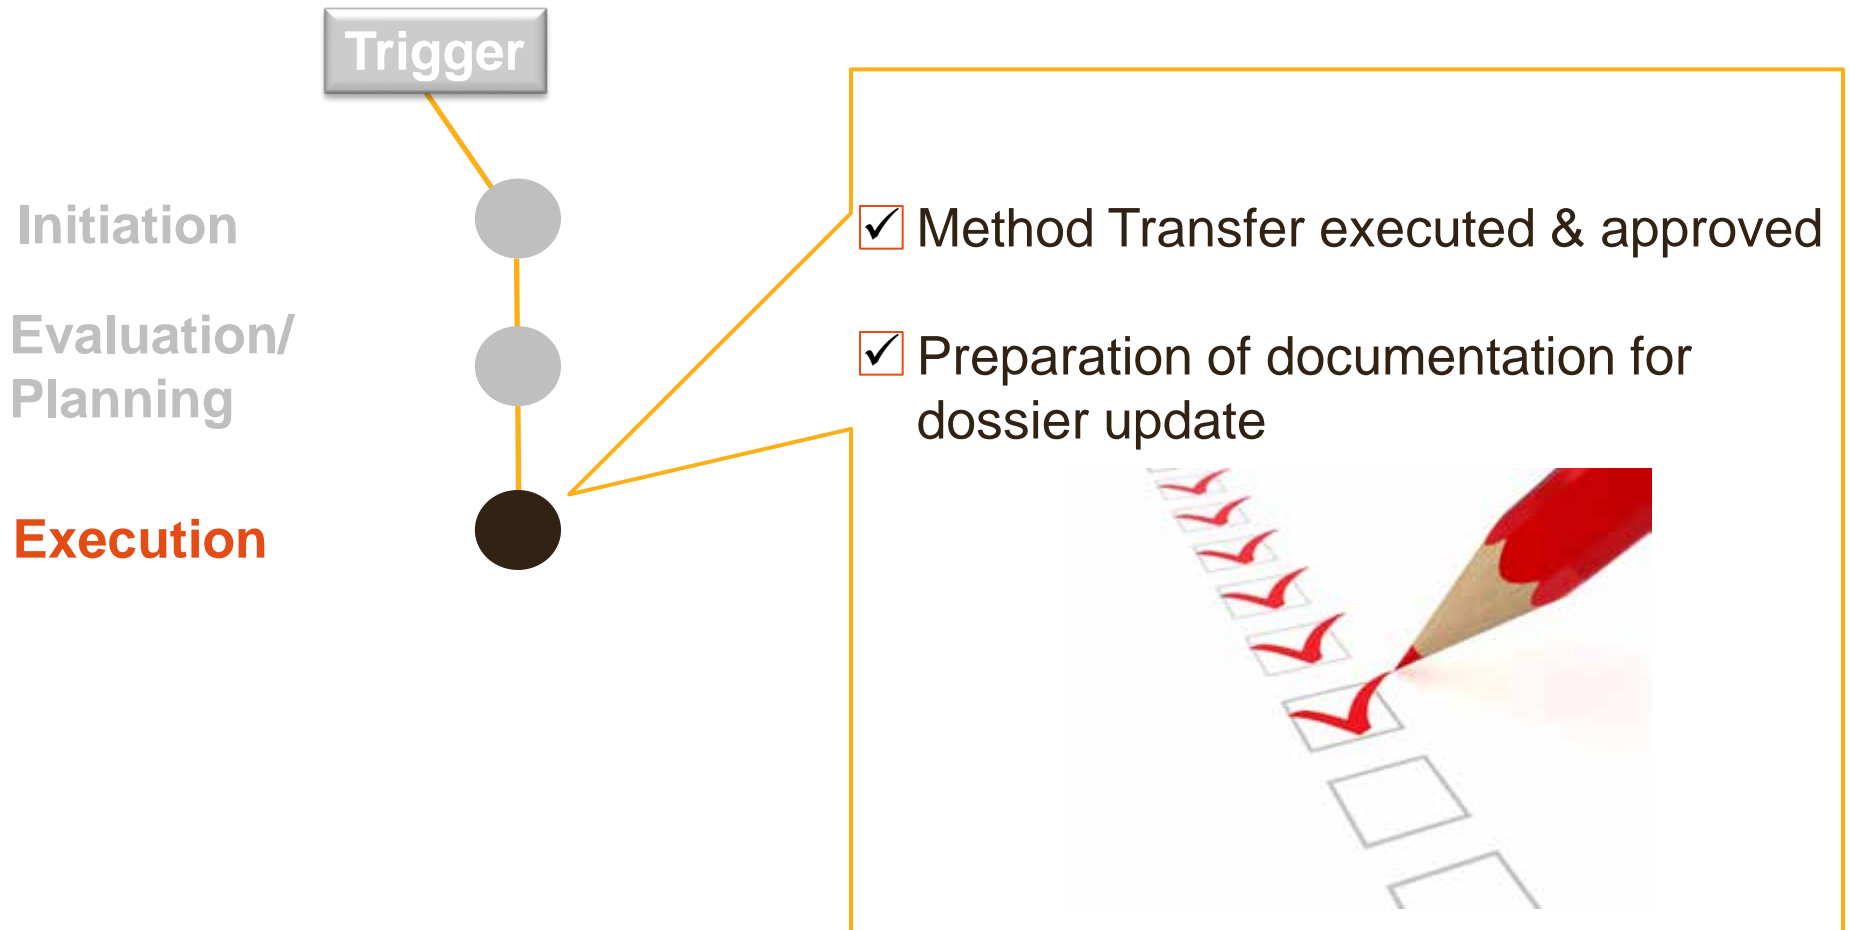 Trigger
Initiation
Evaluation/
Planning
Execution
Method Transfer executed & approved
Preparation of documentation for
dossier update